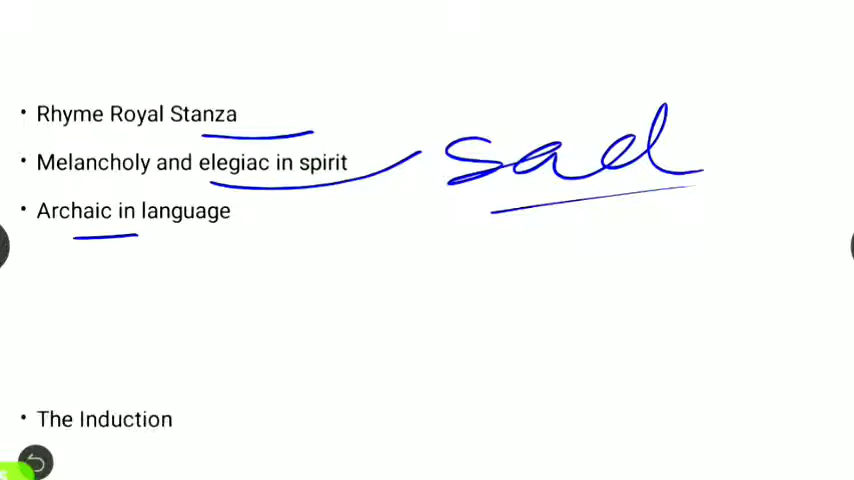 • Rhyme Royal Stanza
• Melancholy and elegiac in spirit
sad
• Archaic in language
• The Induction